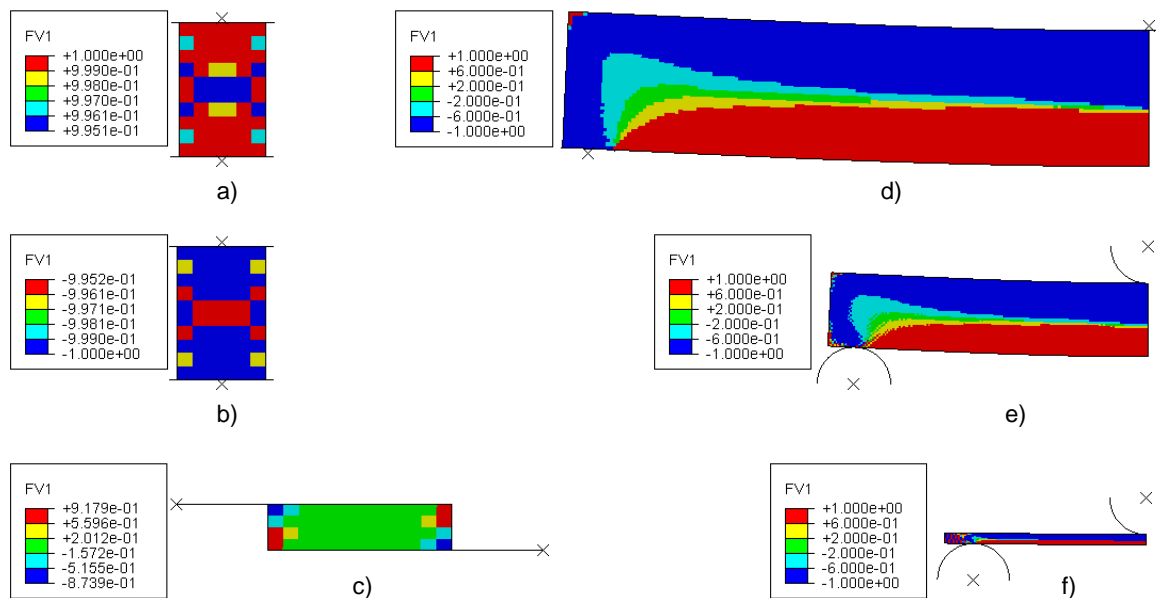 FV1
+1.000e+00
+9.990e-01
+9.980e-01
+9.970e-01
+9.961e-01
+9.951e-01
a)
FV1
+1.000e+00
+6.000e-01
+2.000e-01
-2.000e-01
-6.000e-01
-1.000e+00
d)
FV1
-9.952e-01
-9.961e-01
-9.971e-01
-9.981e-01
-9.990e-01
-1.000e+00
b)
FV1
+1.000e+00
+6.000e-01
+2.000e-01
-2.000e-01
-6.000e-01
-1.000e+00
e)
FV1
+9.179e-01
+5.596e-01
+2.012e-01
-1.572e-01
-5.155e-01
-8.739e-01
c)
FV1
+1.000e+00
+6.000e-01
+2.000e-01
-2.000e-01
-6.000e-01
-1.000e+00
f)